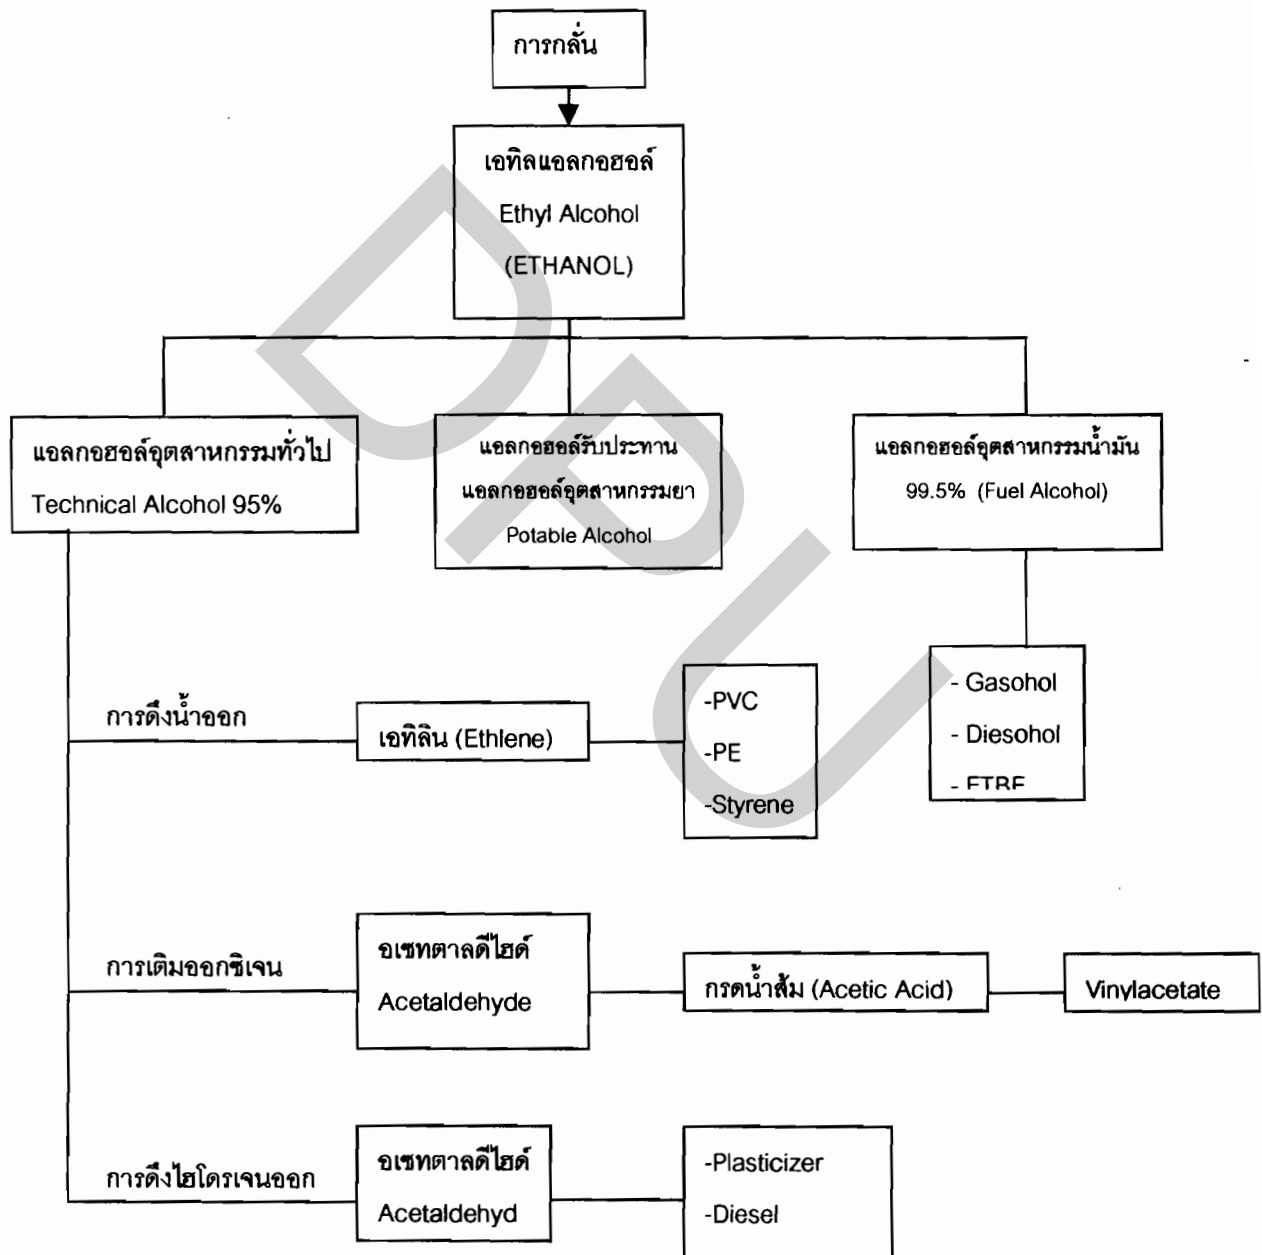 การกลั่น
เอทิลแอลกอฮอล์
Ethyl Alcohol
(ETHANOL)
แอลกอฮอล์อุตสาหกรรมทั่วไป
Technical Alcohol 95%
แอลกอฮอล์รับประทาน
แอลกอฮอล์อุตสาหกรรมยา
Potable Alcohol
แอลกอฮอล์อุตสาหกรรมน้ำมัน
99.5% (Fuel Alcohol)
- Gasohol
- Diesohol
- ETBE
การดึงน้ำออก
เอทิลิน (Ethlene)
-PVC
-PE
-Styrene
การเติมออกซิเจน
อเซทตาลดีไฮด์
Acetaldehyde
กรดน้ำส้ม (Acetic Acid)
Vinylacetate
การดึงไฮโดรเจนออก
อเซทตาลดีไฮด์
Acetaldehyd
-Plasticizer
-Diesel
DPU